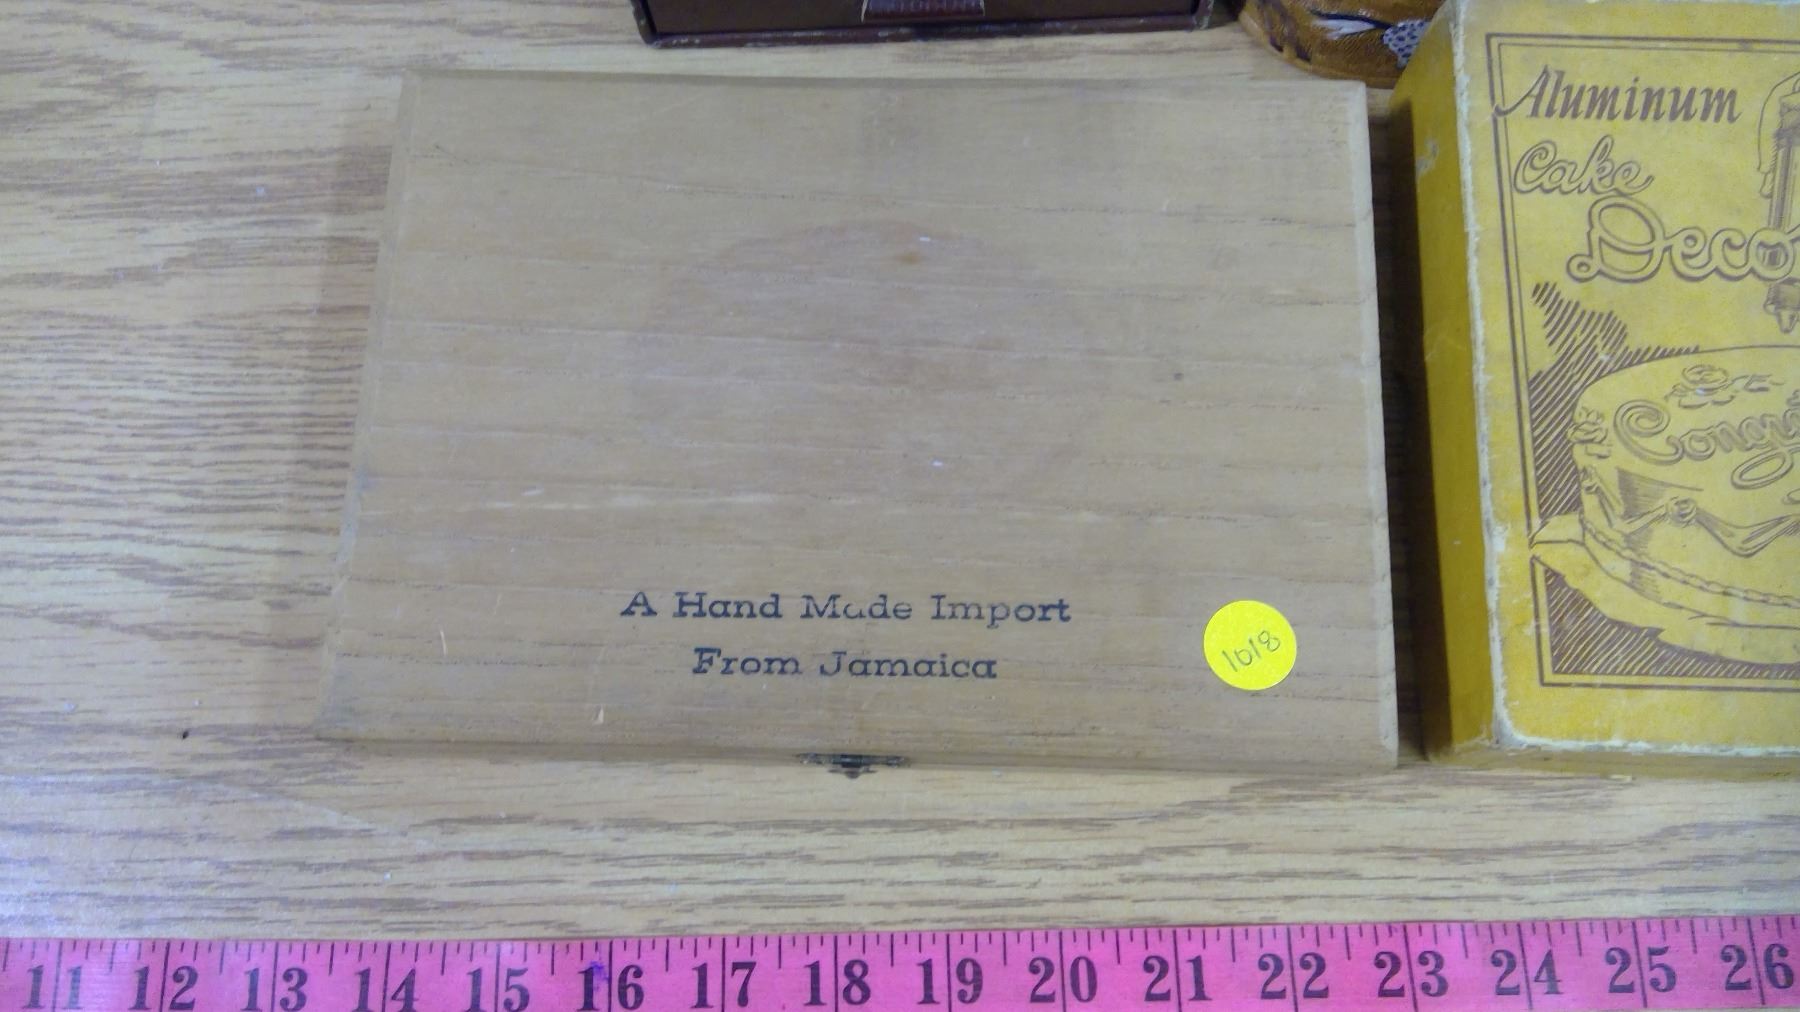 A Hand Made Import
From Jamaica
1018
Aluminum
Cake
11 12 13 14 15 16 17 18 19 20 21 22 23 24 25 26